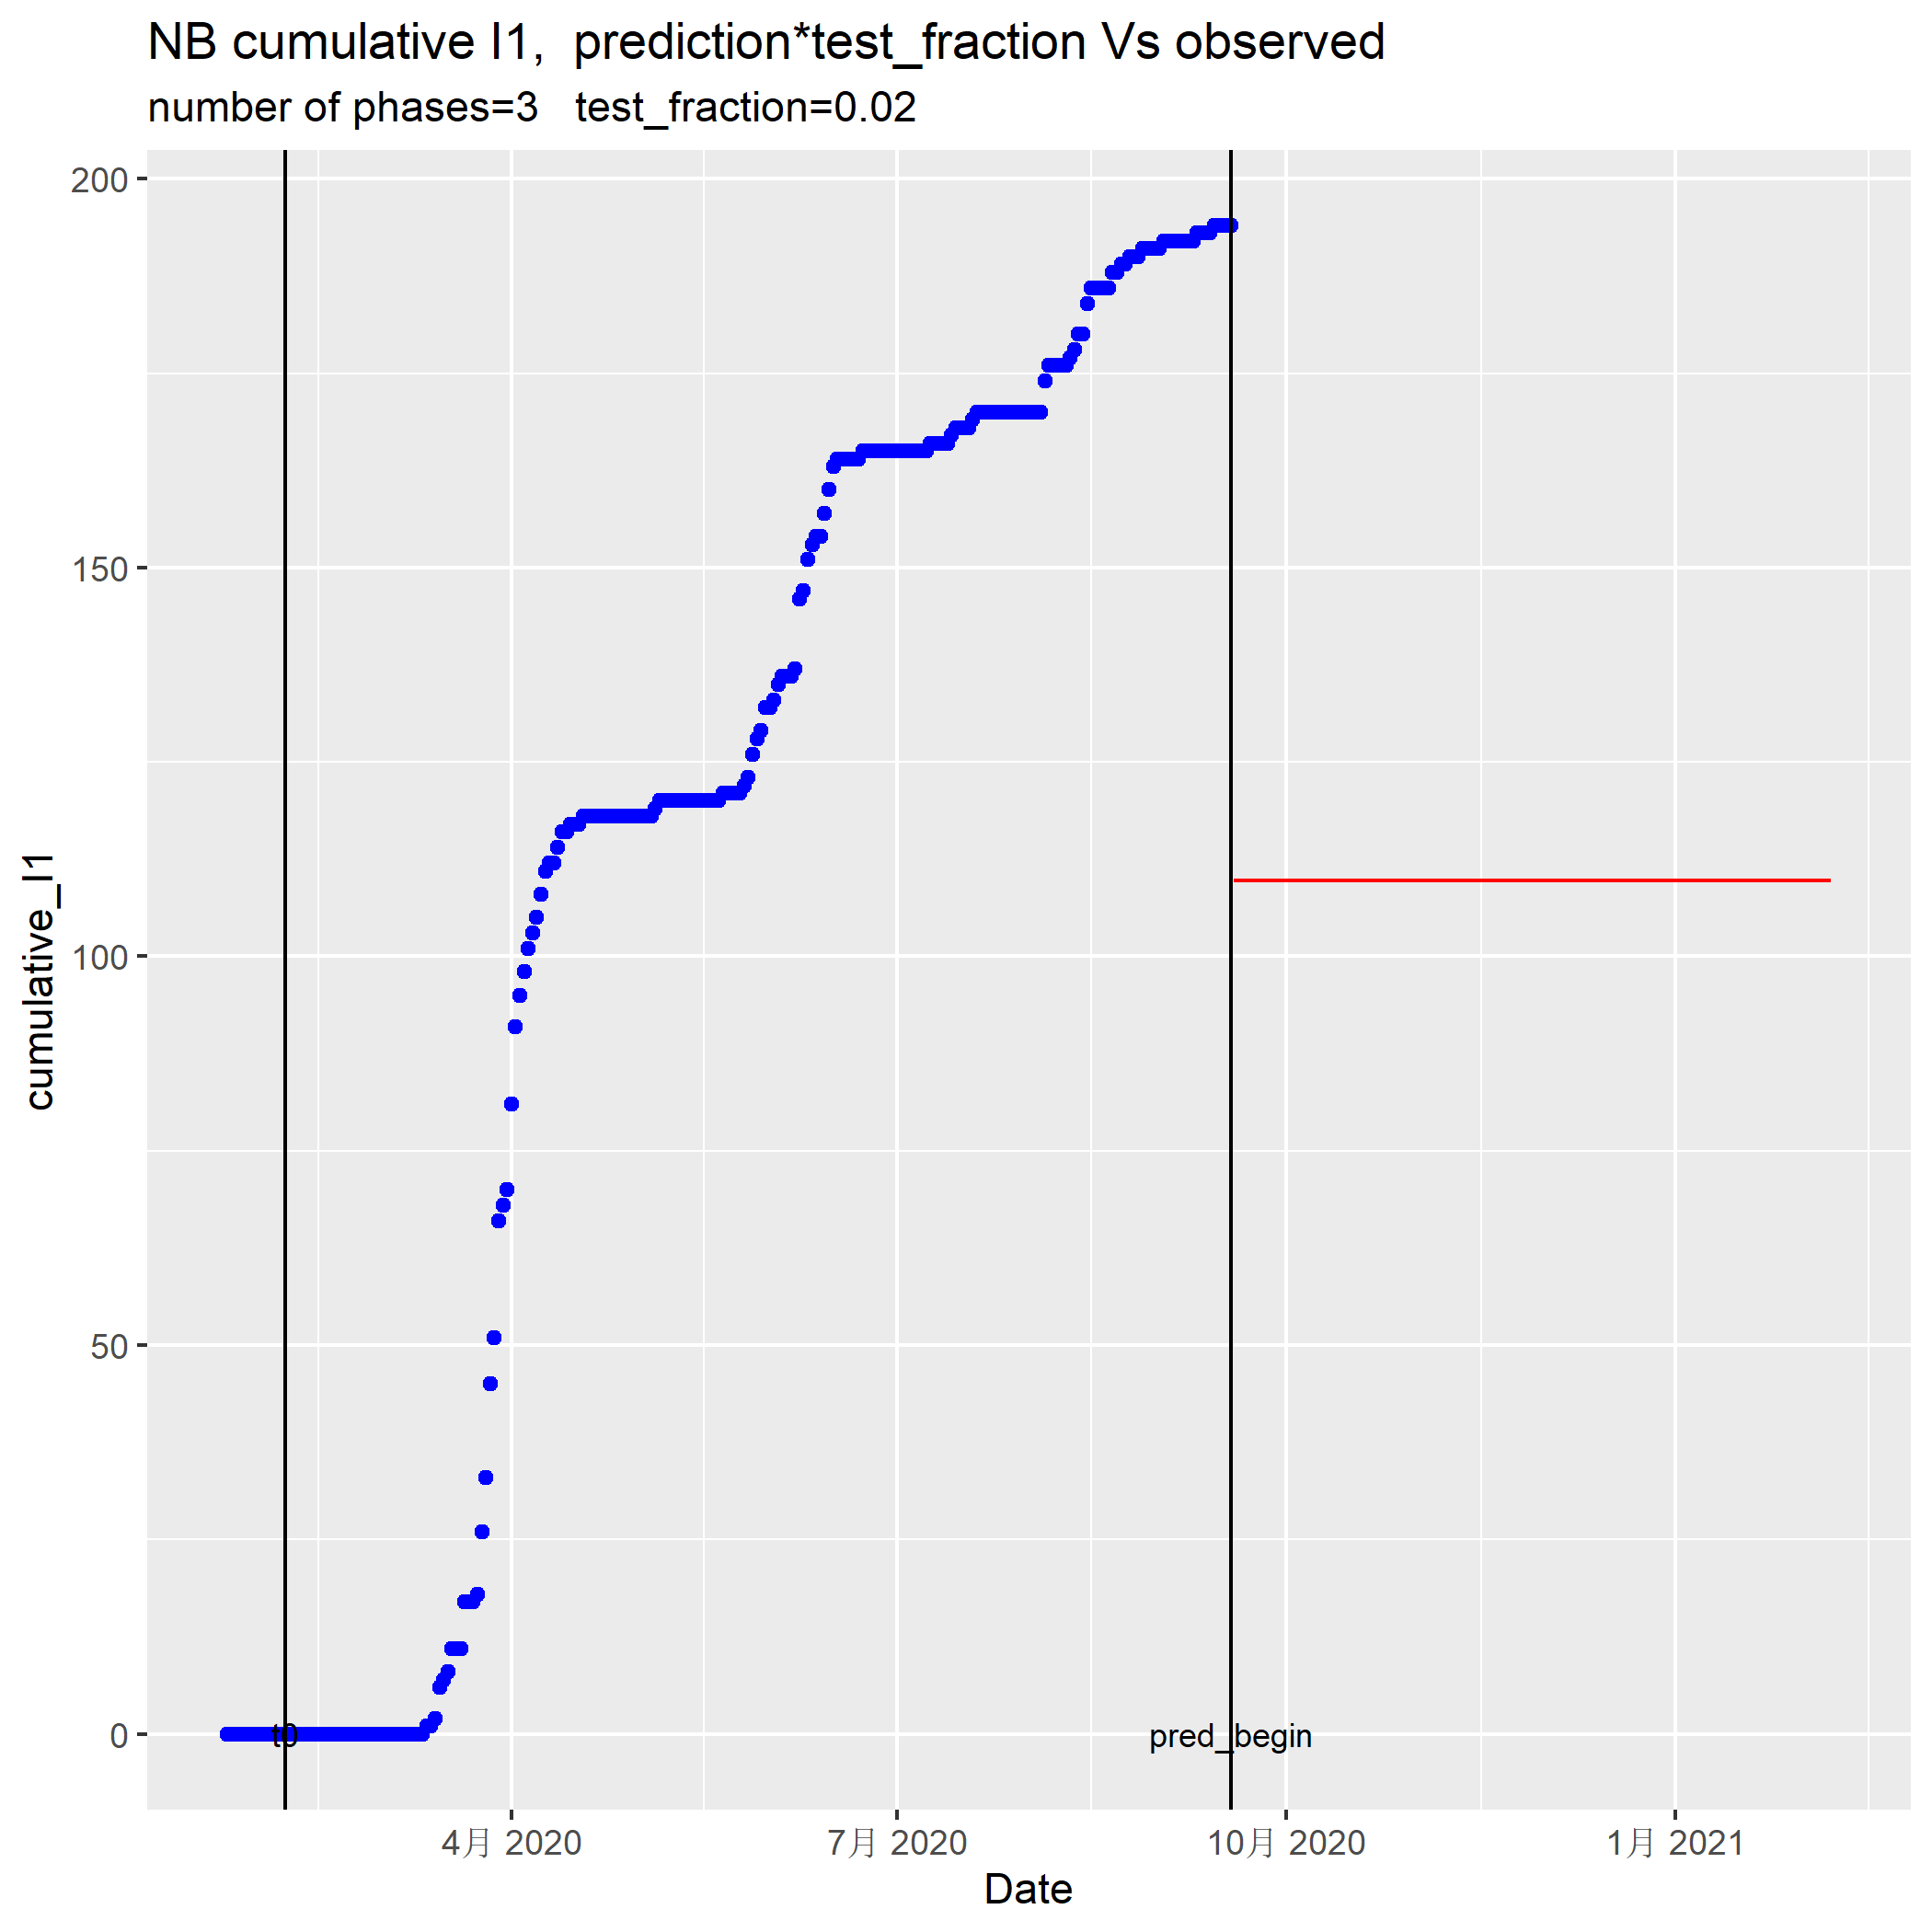 NB cumulative I1,  prediction*test_fraction Vs observed
number of phases=3   test_fraction=0.02
cumulative_I1
200
150
100
50
0
t0
pred_begin
4月 2020
7月 2020
10月 2020
1月 2021
Date